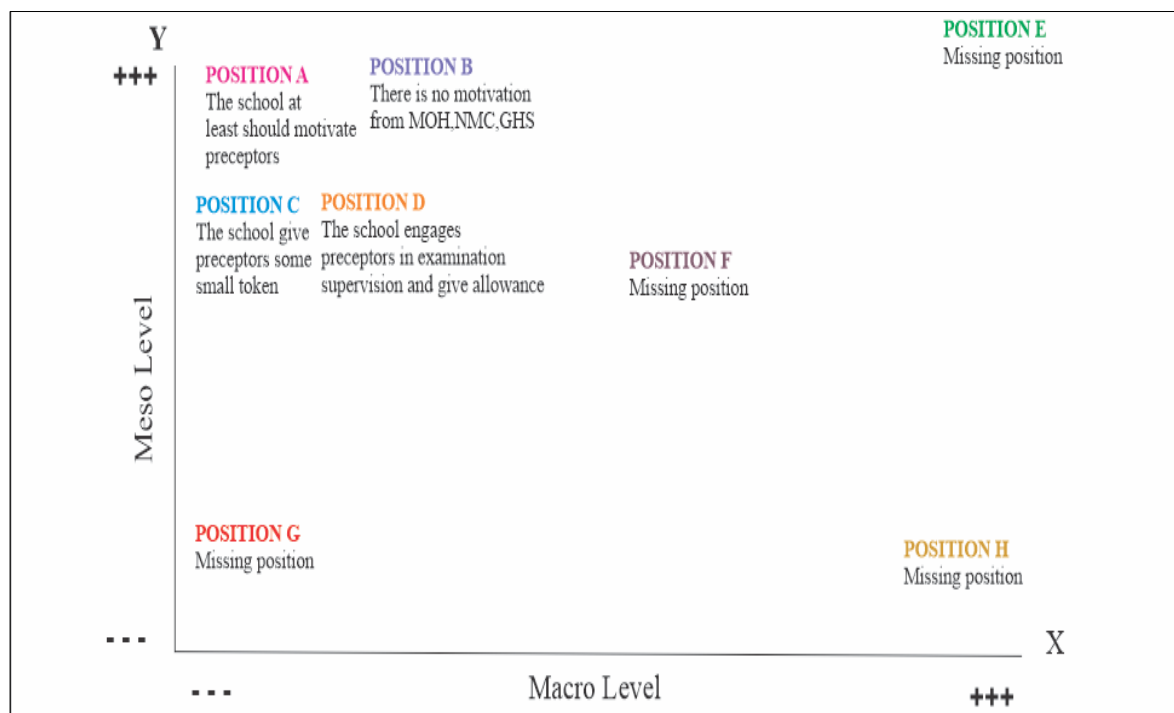 Y
+++
POSITION A
The school at
least should motivate
preceptors
POSITION B
There is no motivation
from MOH,NMC,GHS
POSITION E
Missing position
POSITION C
The school give
preceptors some
small token
POSITION D
The school engages
preceptors in examination
supervision and give allowance
POSITION F
Missing position
Meso Level
POSITION G
Missing position
POSITION H
Missing position
- - -
X
- - -
Macro Level
+++